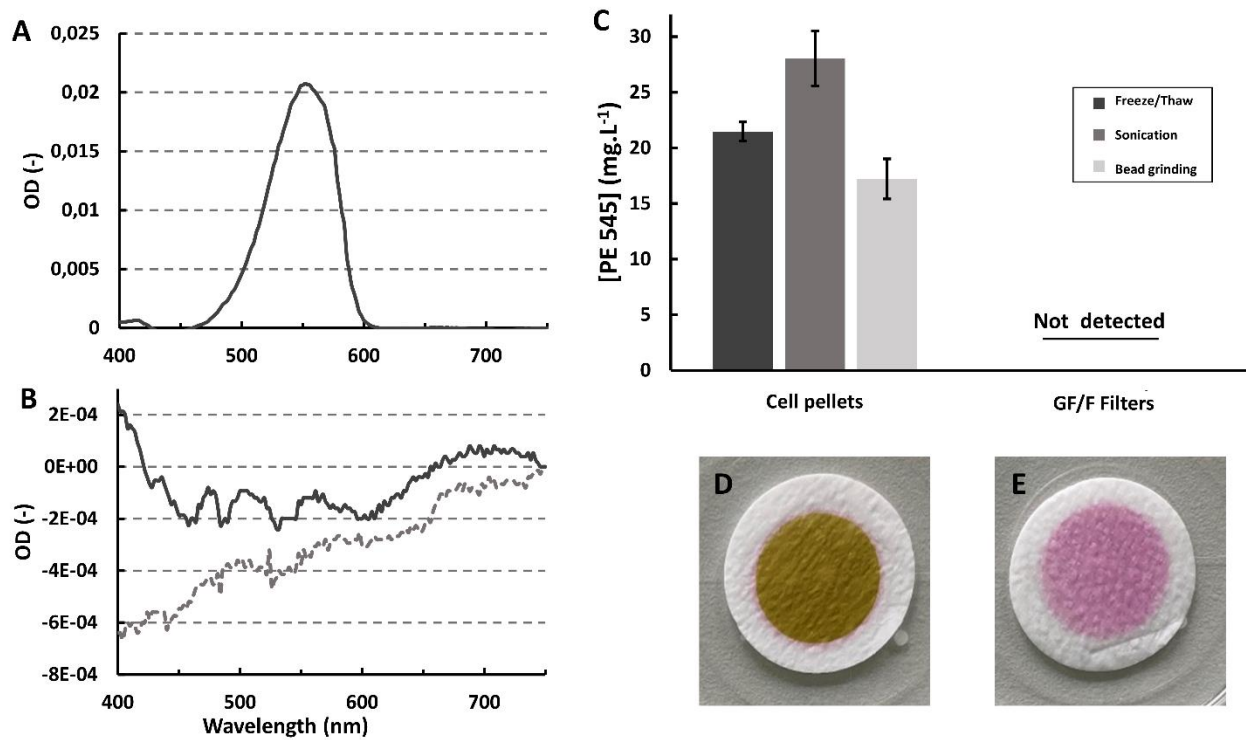 A
0,025
0,02
0,015
0,01
0,005
0
OD (-)
400 500 600 700
B
2E-04
0E+00
-2E-04
-4E-04
-6E-04
-8E-04
OD (-)
400 500 600 700
Wavelength (nm)
C
30
25
20
15
10
5
0
[PE 545] (mg.L⁻¹)
Freeze/Thaw
Sonication
Bead grinding
Not detected
Cell pellets GF/F Filters
D
E